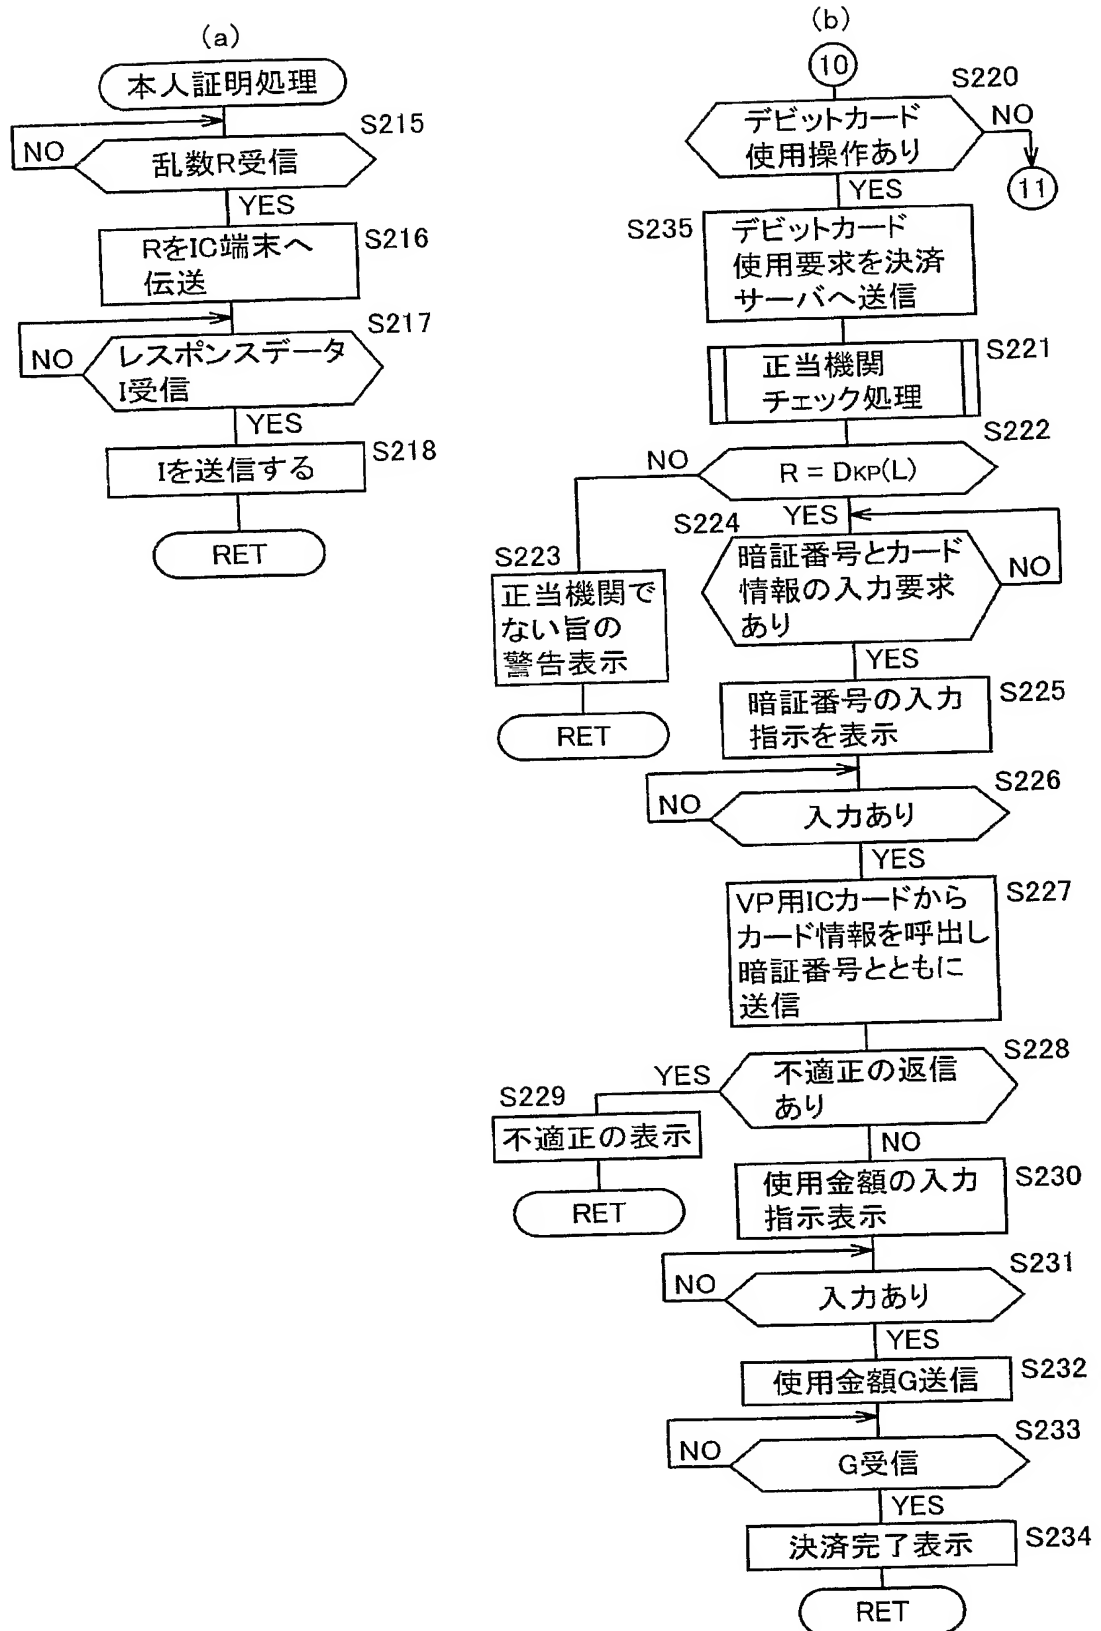 (a)
本人証明処理
S215
NO
乱数R受信
YES
RをIC端末へ
伝送
S216
S217
NO
レスポンスデータ
I受信
YES
Iを送信する
S218
RET
(b)
10
S220
デビットカード
使用操作あり
NO
11
YES
S235
デビットカード
使用要求を決済
サーバへ送信
S221
正当機関
チェック処理
S222
NO
R = DKP(L)
YES
S224
暗証番号とカード
情報の入力要求
あり
NO
S223
正当機関で
ない旨の
警告表示
RET
YES
S225
暗証番号の入力
指示を表示
S226
NO
入力あり
YES
S227
VP用ICカードから
カード情報を呼出し
暗証番号とともに
送信
S228
YES
不適正の返信
あり
S229
不適正の表示
RET
NO
S230
使用金額の入力
指示表示
S231
NO
入力あり
YES
S232
使用金額G送信
S233
NO
G受信
YES
S234
決済完了表示
RET